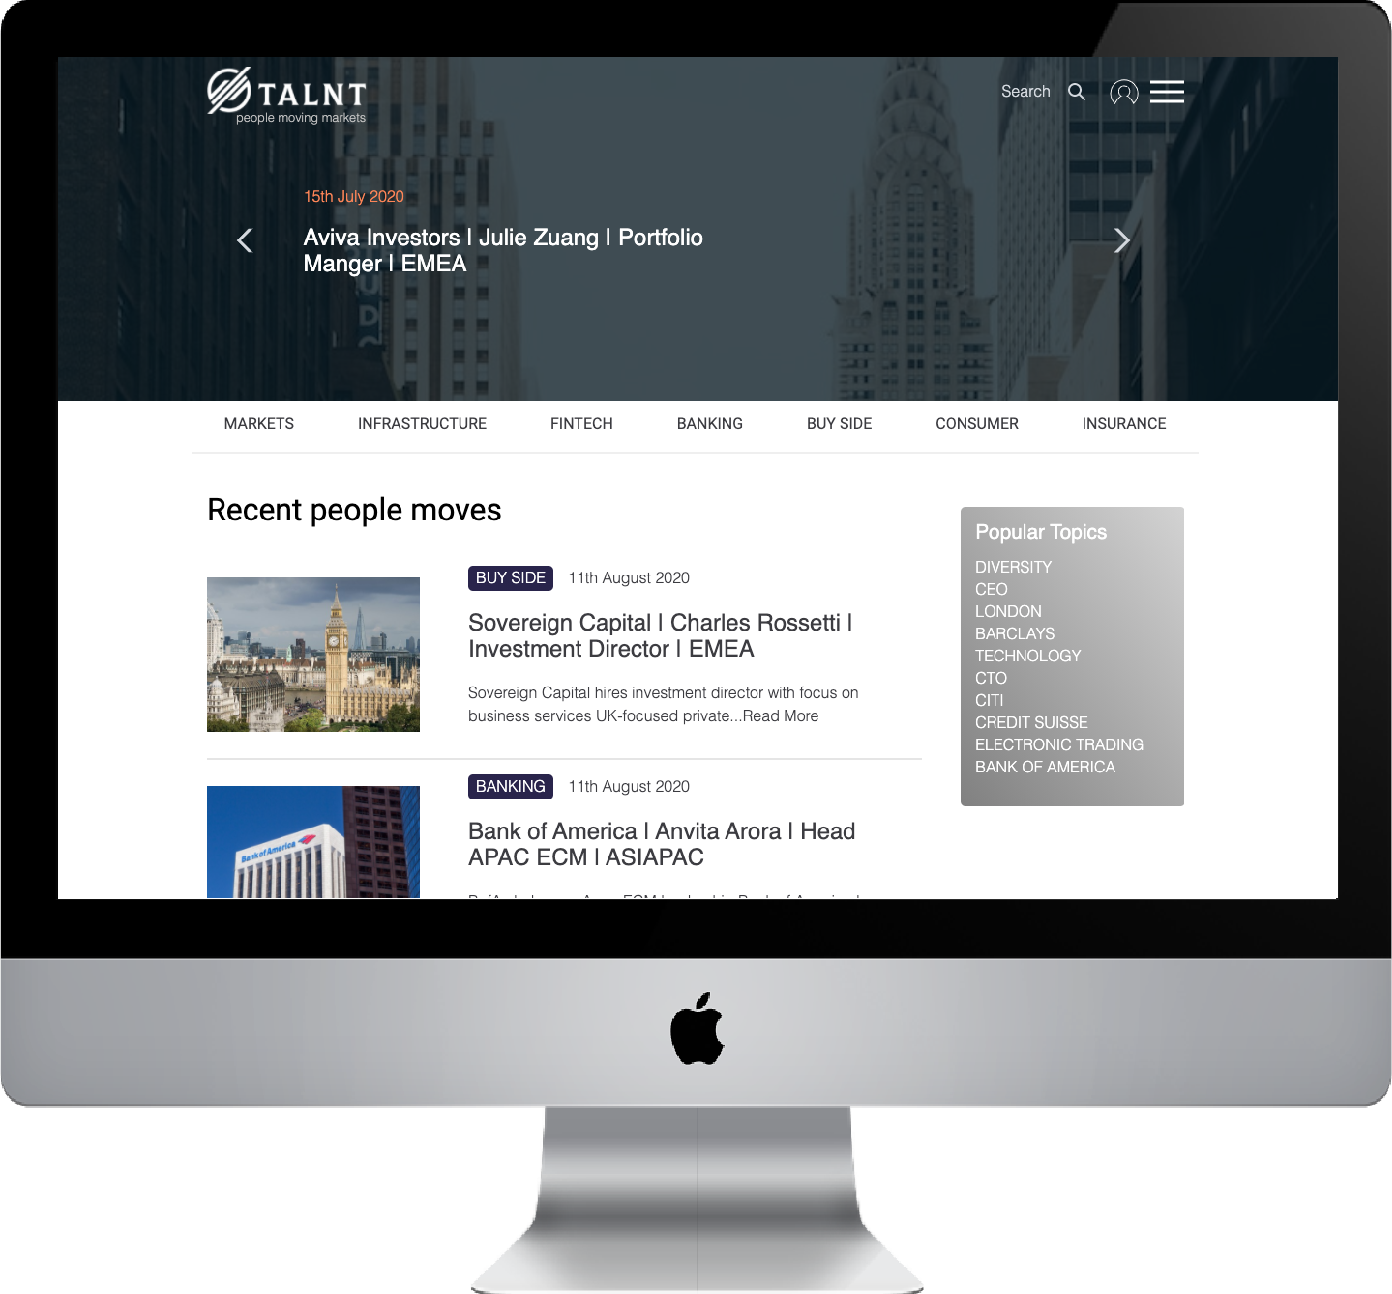 TALNT
people moving markets
Search
15th July 2020
Aviva Investors | Julie Zuang | Portfolio
Manger | EMEA
MARKETS INFRASTRUCTURE FINTECH BANKING BUY SIDE CONSUMER INSURANCE
Recent people moves
BUY SIDE 11th August 2020
Sovereign Capital | Charles Rossetti |
Investment Director | EMEA
Sovereign Capital hires investment director with focus on
business services UK-focused private...Read More
BANKING 11th August 2020
Bank of America
Bank of America | Anvita Arora | Head
APAC ECM | ASIAPAC
Popular Topics
DIVERSITY
CEO
LONDON
BARCLAYS
TECHNOLOGY
CTO
CITI
CREDIT SUISSE
ELECTRONIC TRADING
BANK OF AMERICA